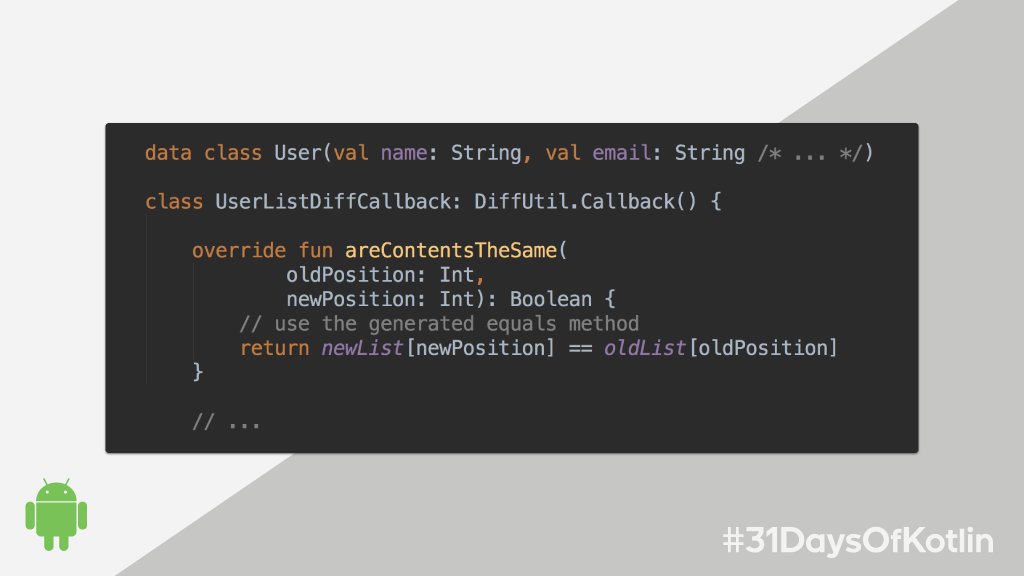 data class User(val name: String, val email: String /* ... */)
class UserListDiffCallback: DiffUtil.Callback() {
override fun areContentsTheSame(
oldPosition: Int,
newPosition: Int): Boolean {
// use the generated equals method
return newList[newPosition] == oldList[oldPosition]
}
// ...
#31DaysOfKotlin